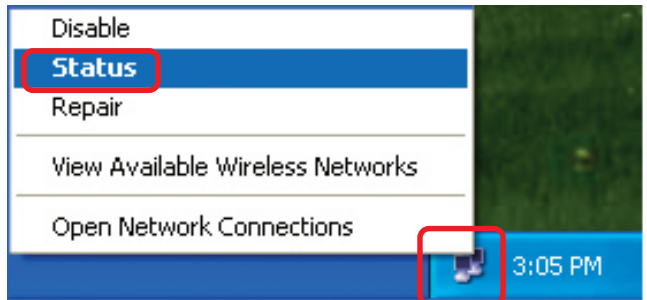 Disable
Status
Repair
View Available Wireless Networks
Open Network Connections
3:05 PM